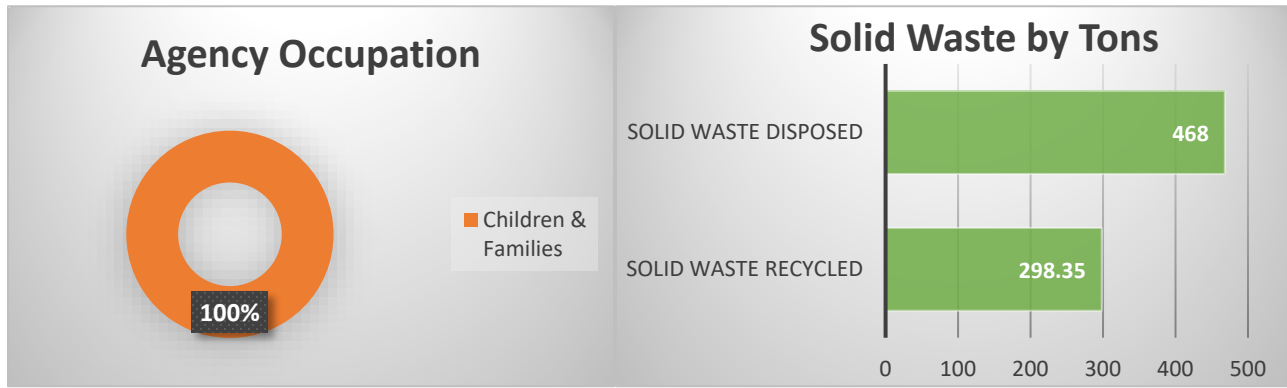 Agency Occupation
Children &
Families
100%
Solid Waste by Tons
0 100 200 300 400 500
SOLID WASTE DISPOSED
468
SOLID WASTE RECYCLED
298.35